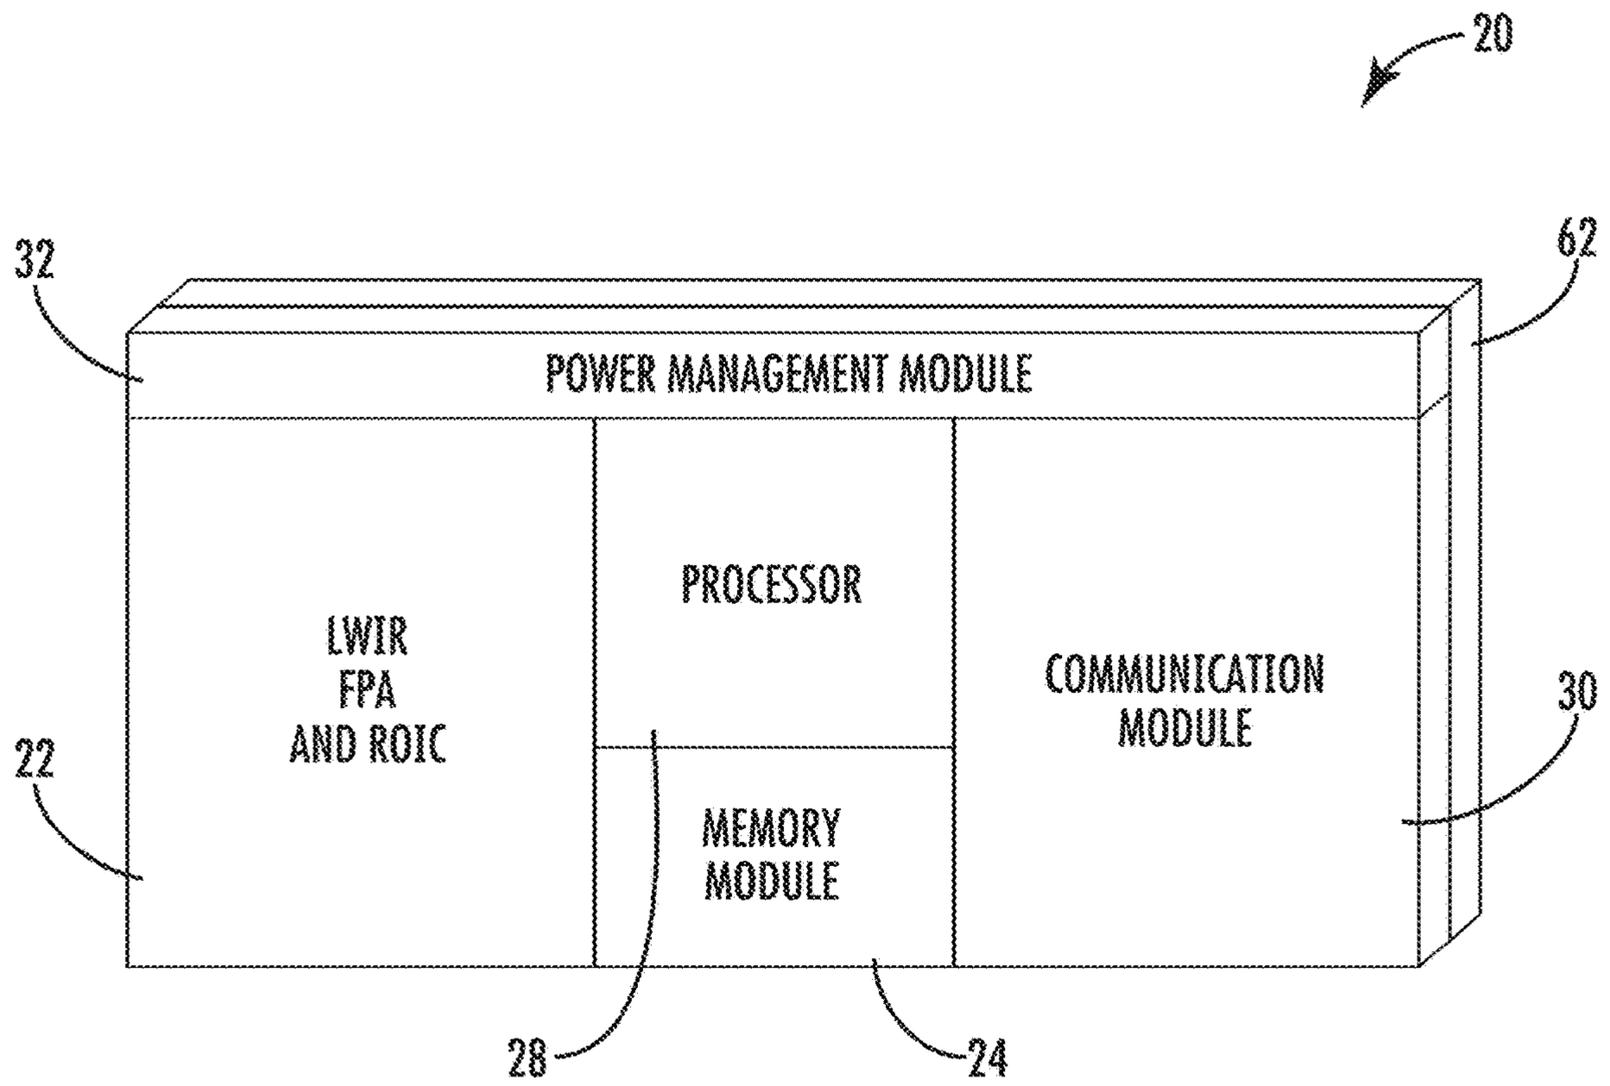 20
62
32
POWER MANAGEMENT MODULE
PROCESSOR
LWIR
FPA
AND ROIC
COMMUNICATION
MODULE
30
22
MEMORY
MODULE
28
24